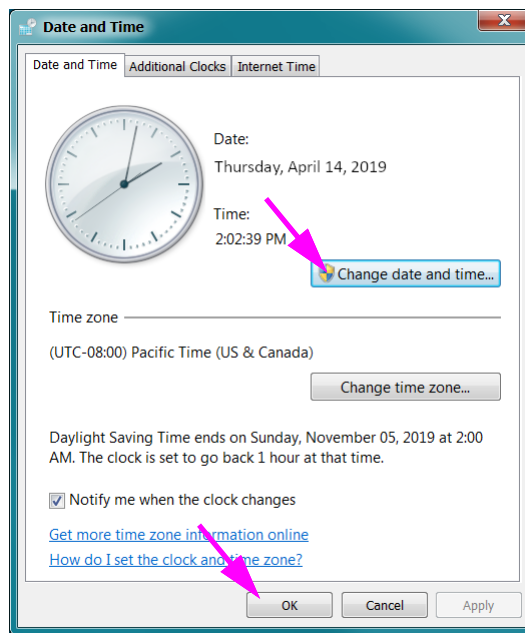 Date and Time
Date and Time Additional Clocks Internet Time
Date:
Thursday, April 14, 2019
Time:
2:02:39 PM
Change date and time...
Time zone
(UTC-08:00) Pacific Time (US & Canada)
Change time zone...
Daylight Saving Time ends on Sunday, November 05, 2019 at 2:00
AM. The clock is set to go back 1 hour at that time.
Notify me when the clock changes
Get more time zone information online
How do I set the clock and time zone?
OK Cancel Apply